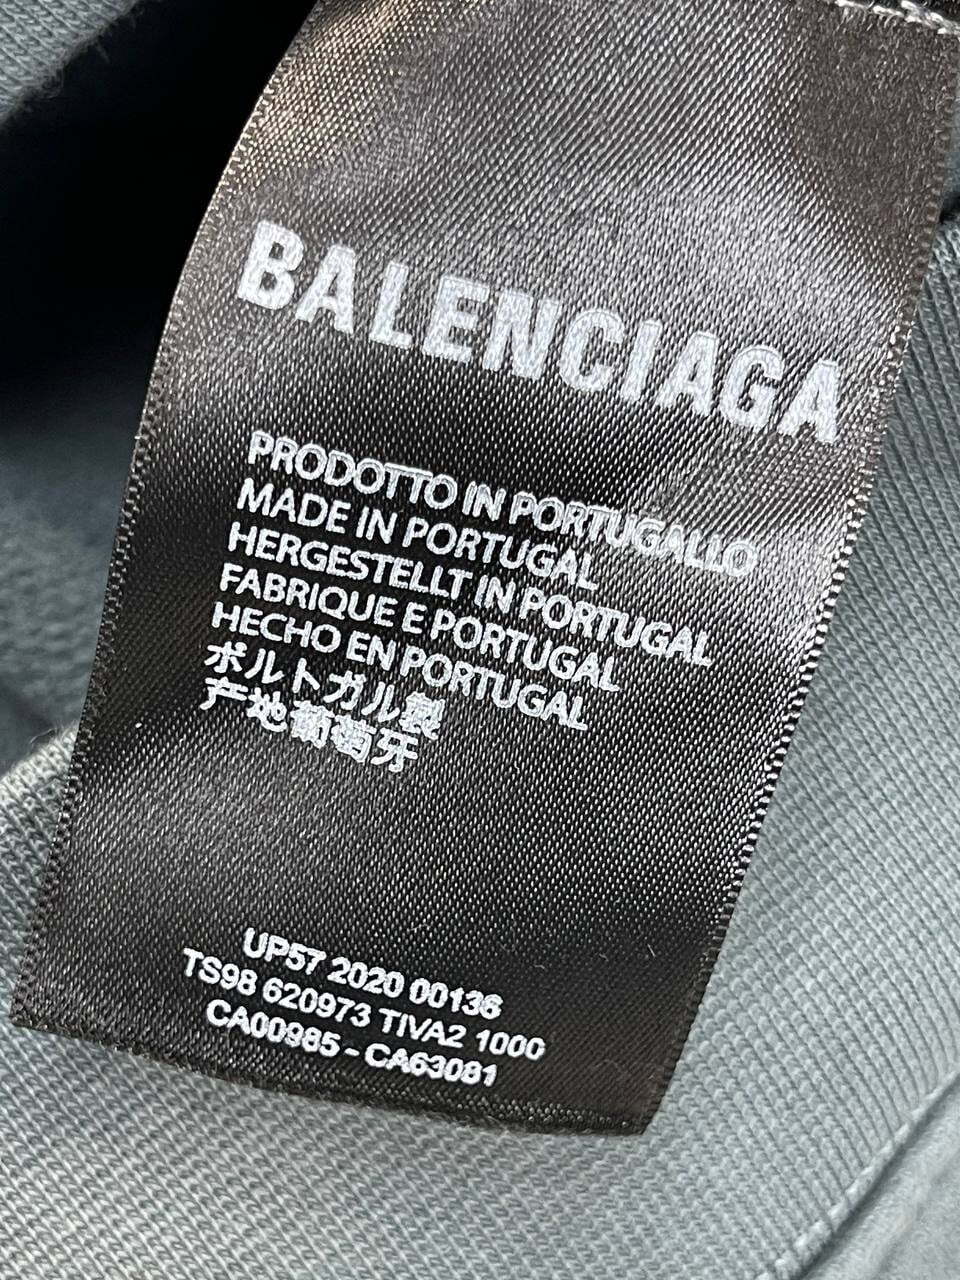 BALENCIAGA
PRODOTTO IN PORTUGALLO
MADE IN PORTUGAL
HERGESTELLT IN PORTUGAL
FABRIQUE E PORTUGAL
HECHO EN PORTUGAL
ポルトガル製
产地葡萄牙
UP57 2020 00136
TS98 620973 TIVA2 1000
CA00985 - CA63081